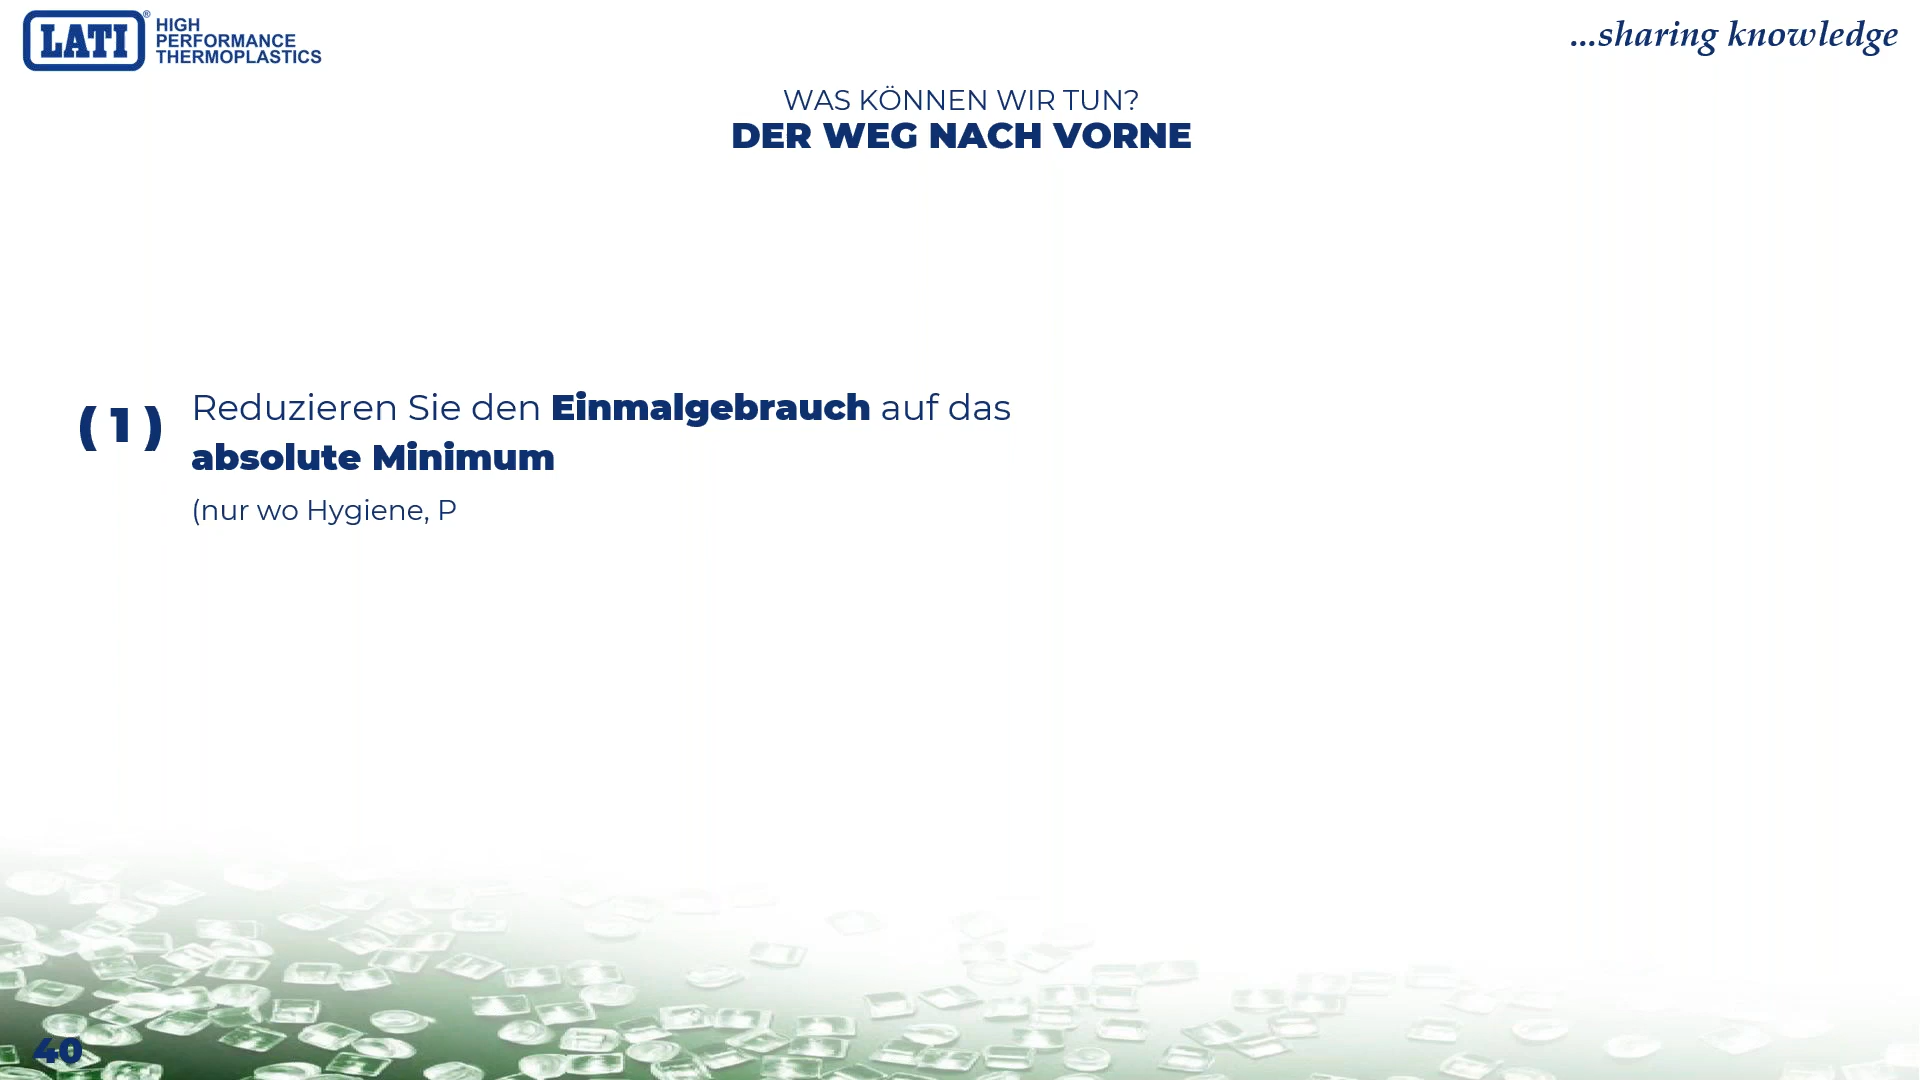 LATI®
HIGH
PERFORMANCE
THERMOPLASTICS
...sharing knowledge
WAS KÖNNEN WIR TUN?
DER WEG NACH VORNE
(1)
Reduzieren Sie den Einmalgebrauch auf das
absolute Minimum
(nur wo Hygiene, P
40